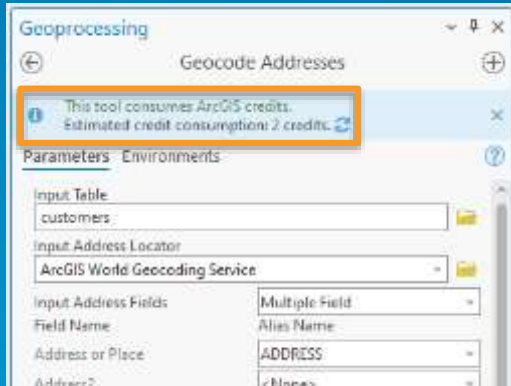 Geoprocessing
Geocode Addresses
This tool consumes ArcGIS credits.
Estimated credit consumption: 2 credits.
Parameters Environments
Input Table
customers
Input Address Locator
ArcGIS World Geocoding Service
Input Address Fields Multiple Field
Field Name Alias Name
Address or Place ADDRESS
Address2 <None>